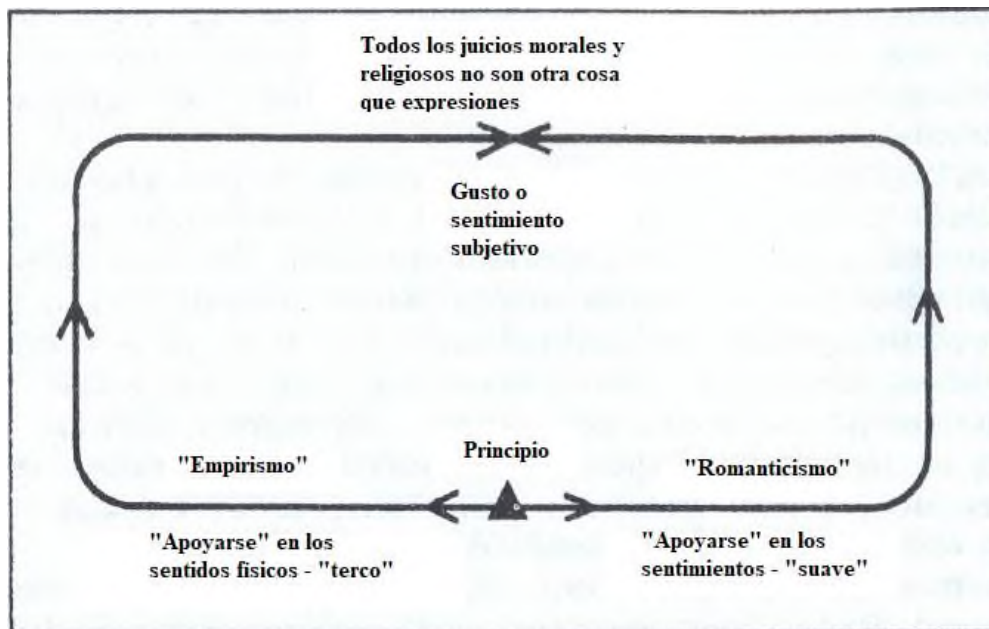 Todos los juicios morales y
religiosos no son otra cosa
que expresiones
Gusto o
sentimiento
subjetivo
"Empirismo"
Principio
"Romanticismo"
"Apoyarse" en los
sentidos fisicos - "terco"
"Apoyarse" en los
sentimientos - "suave"